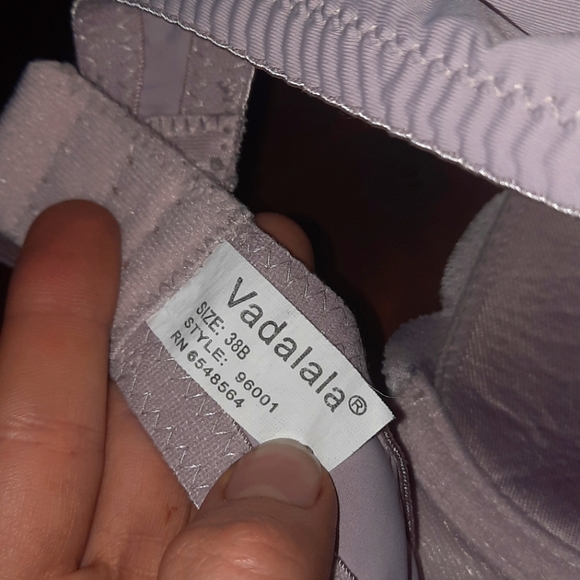 Vadalala®
SIZE: 38B
STYLE: 96001
RN 6548564